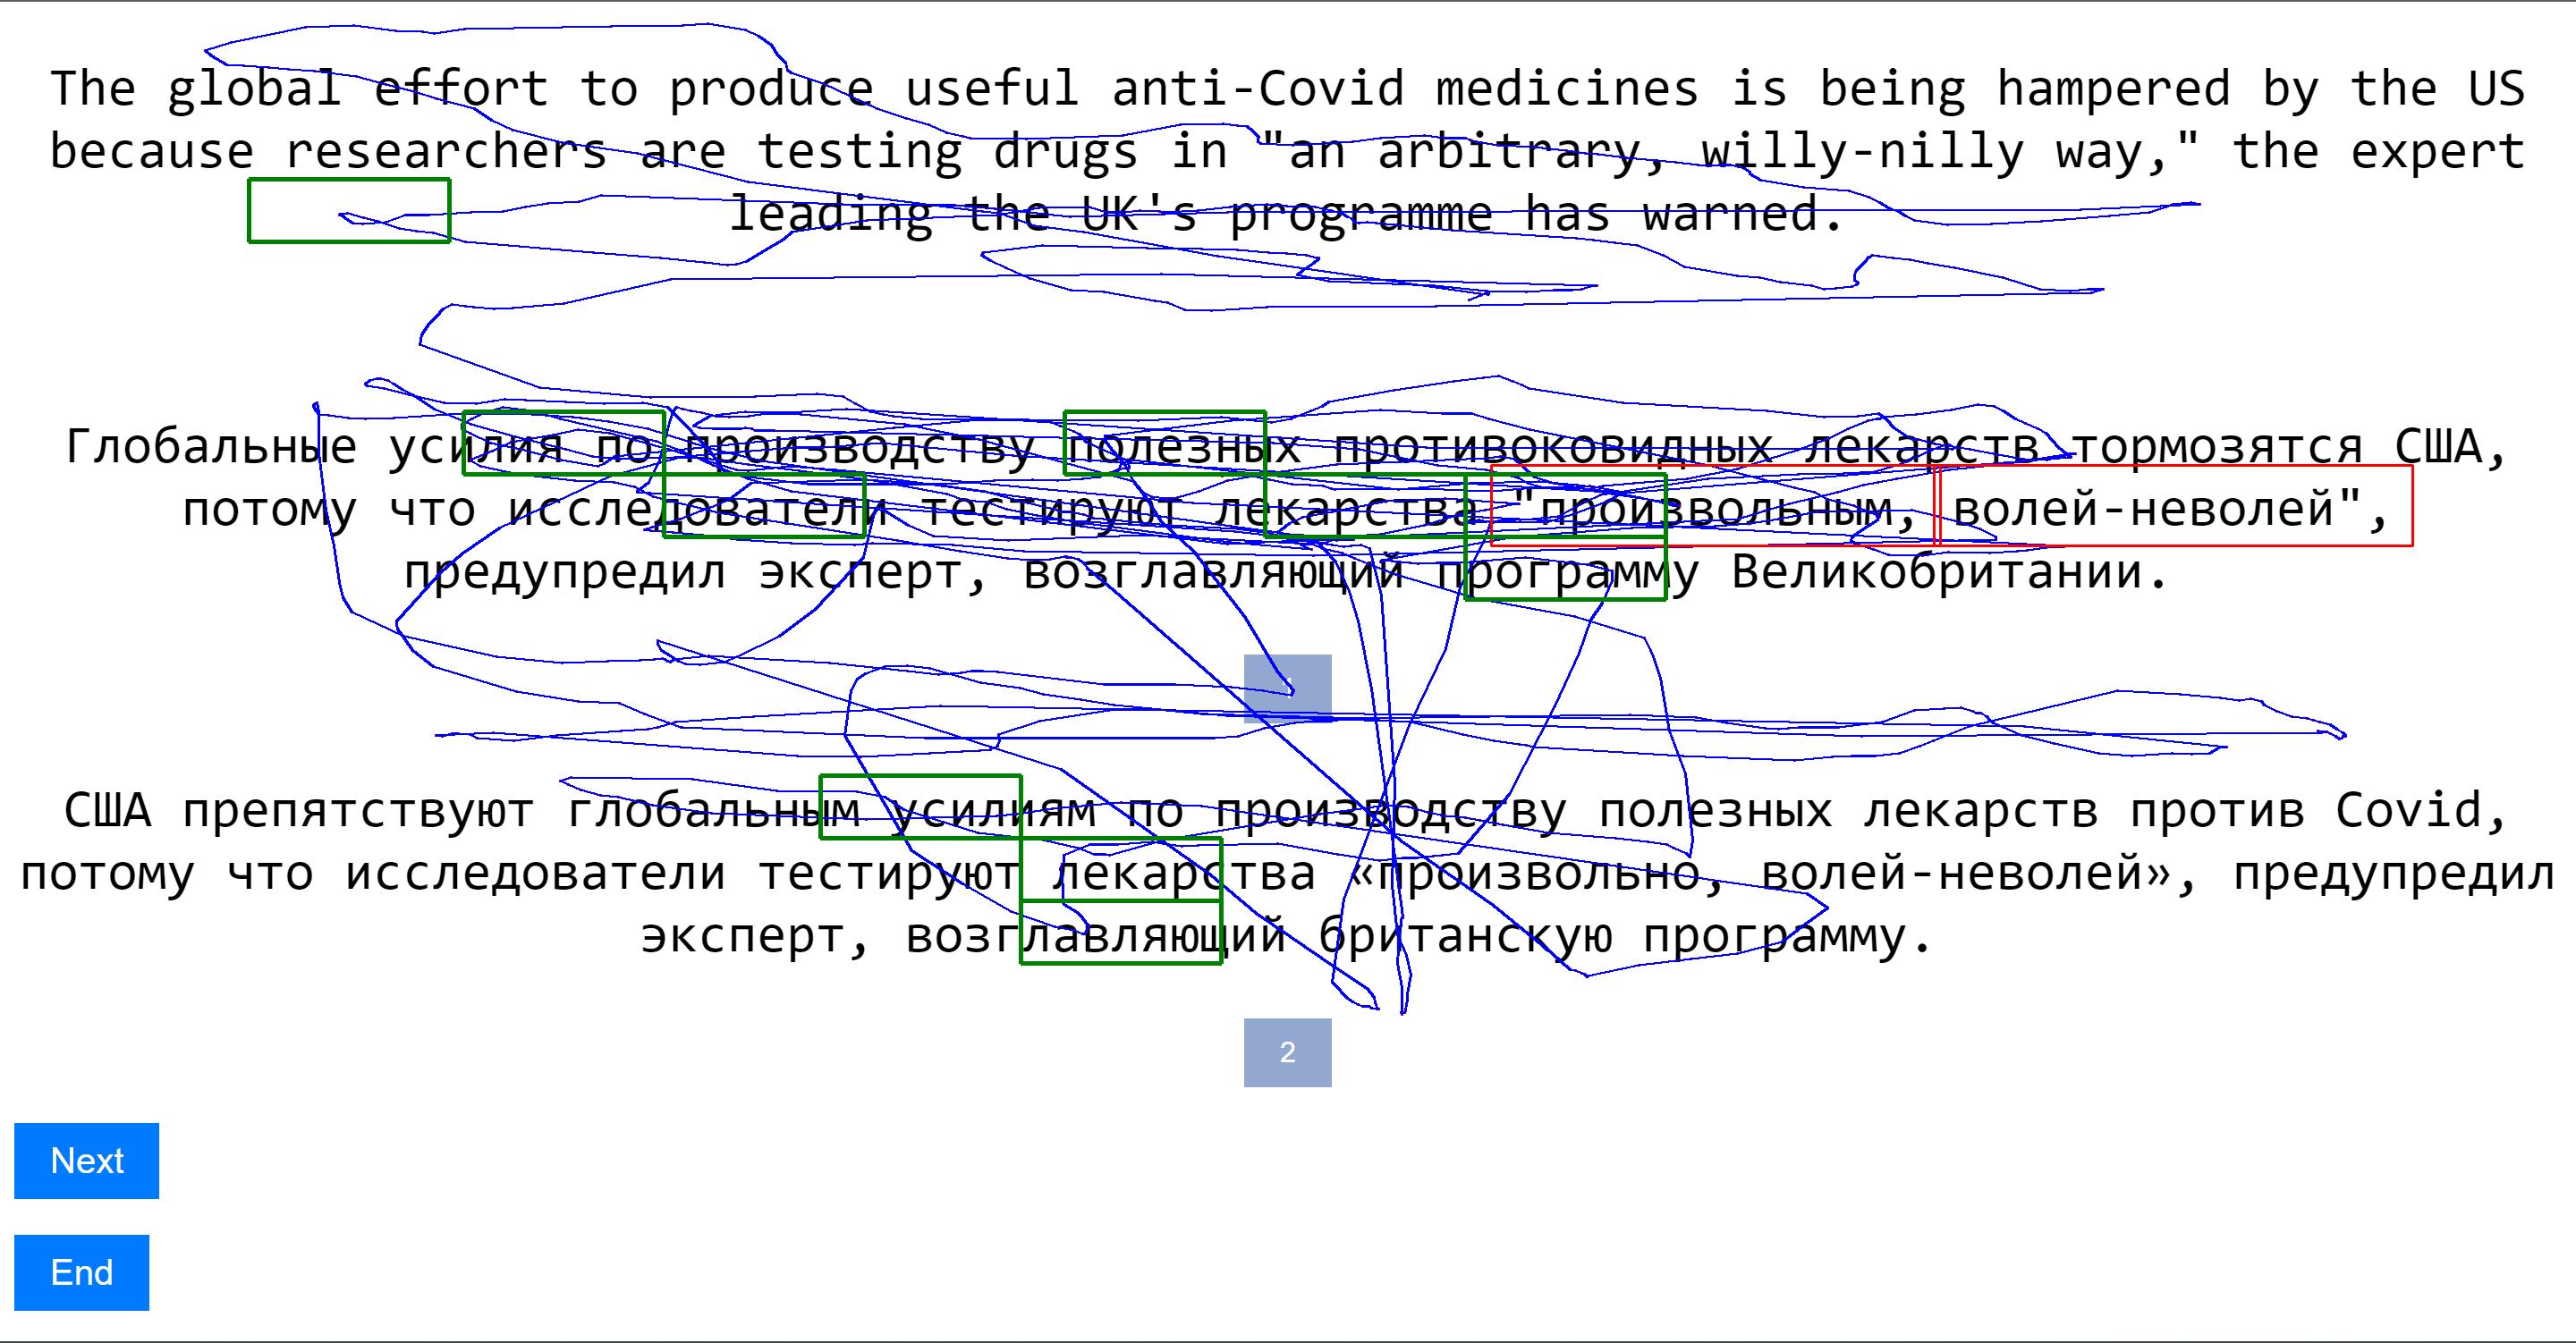 The global effort to produce useful anti-Covid medicines is being hampered by the US
because researchers are testing drugs in "an arbitrary, willy-nilly way," the expert
leading the UK's programme has warned.
Глобальные усилия по производству полезных противоковидных лекарств тормозятся США,
потому что исследователи тестируют лекарства "произвольным, волей-неволей",
предупредил эксперт, возглавляющий программу Великобритании.
1
США препятствуют глобальным усилиям по производству полезных лекарств против Covid,
потому что исследователи тестируют лекарства «произвольно, волей-неволей», предупредил
эксперт, возглавляющий британскую программу.
2
Next
End